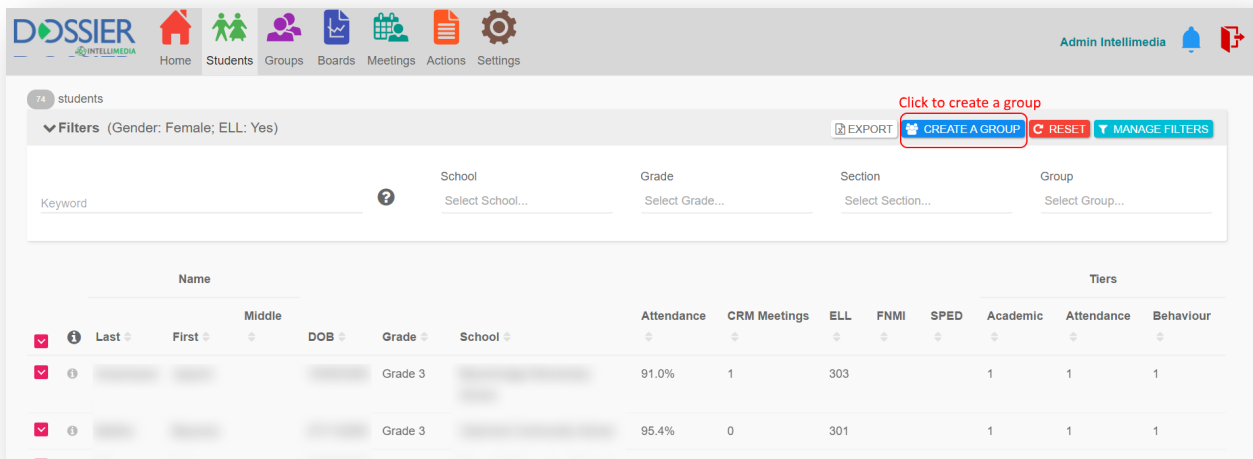 DOSSIER
INTELLIMEDIA
Home Students Groups Boards Meetings Actions Settings
Admin Intellimedia
74 students
Click to create a group
Filters (Gender: Female; ELL: Yes)
EXPORT CREATE A GROUP RESET MANAGE FILTERS
School Grade Section Group
Keyword ? Select School... Select Grade... Select Section... Select Group...
Name Tiers
Last First Middle DOB Grade School Attendance CRM Meetings ELL FNMI SPED Academic Attendance Behaviour
Grade 3 91.0% 1 303 1 1 1
Grade 3 95.4% 0 301 1 1 1